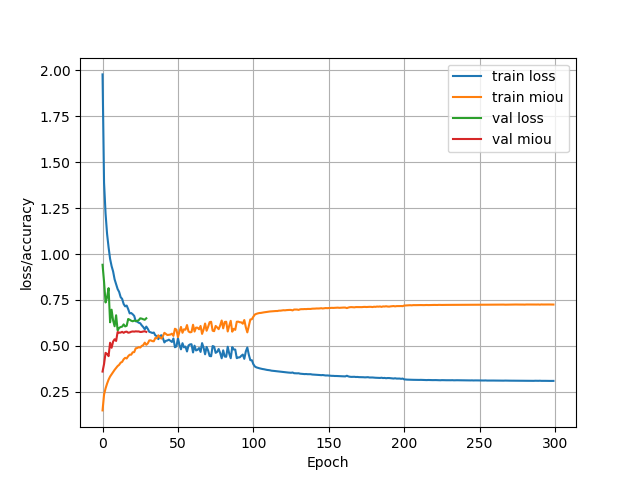 2.00
1.75
1.50
1.25
1.00
0.75
0.50
0.25
loss/accuracy
train loss
train miou
val loss
val miou
0
50
100
150
200
250
300
Epoch